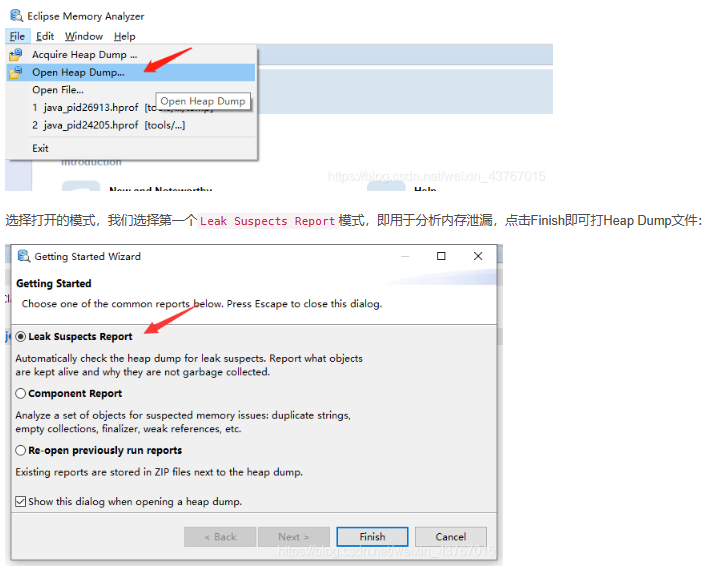 Eclipse Memory Analyzer
File Edit Window Help
Acquire Heap Dump ...
Open Heap Dump...
Open File...
Open Heap Dump
1 java_pid26913.hprof
2 java_pid24205.hprof [tools/...]
Exit
Introduction
https://blog.csdn.net/weixin_43767015
New and Noteworthy
Help
选择打开的模式，我们选择第一个 Leak Suspects Report 模式，即用于分析内存泄漏，点击Finish即可打Heap Dump文件：
Getting Started Wizard
Getting Started
Choose one of the common reports below. Press Escape to close this dialog.
Leak Suspects Report
Automatically check the heap dump for leak suspects. Report what objects
are kept alive and why they are not garbage collected.
Component Report
Analyze a set of objects for suspected memory issues: duplicate strings,
empty collections, finalizer, weak references, etc.
Re-open previously run reports
Existing reports are stored in ZIP files next to the heap dump.
Show this dialog when opening a heap dump.
< Back Next > Finish Cancel
https://blog.csdn.net/weixin_43767015